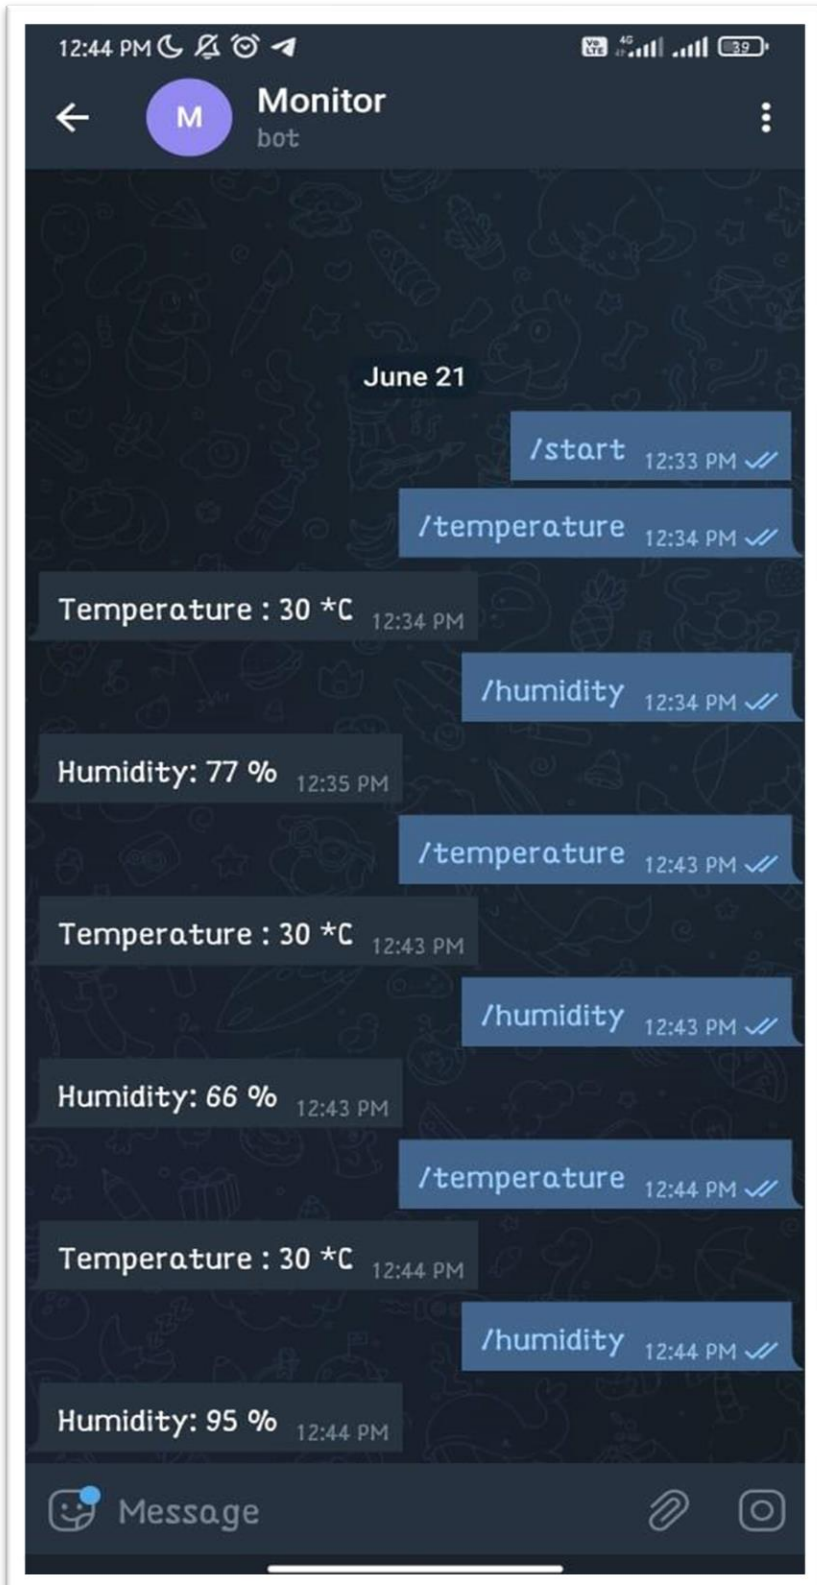 12:44 PM VoLTE 4G 39
M Monitor
bot
June 21
/start 12:33 PM
/temperature 12:34 PM
Temperature : 30 *C 12:34 PM
/humidity 12:34 PM
Humidity: 77 % 12:35 PM
/temperature 12:43 PM
Temperature : 30 *C 12:43 PM
/humidity 12:43 PM
Humidity: 66 % 12:43 PM
/temperature 12:44 PM
Temperature : 30 *C 12:44 PM
/humidity 12:44 PM
Humidity: 95 % 12:44 PM
Message